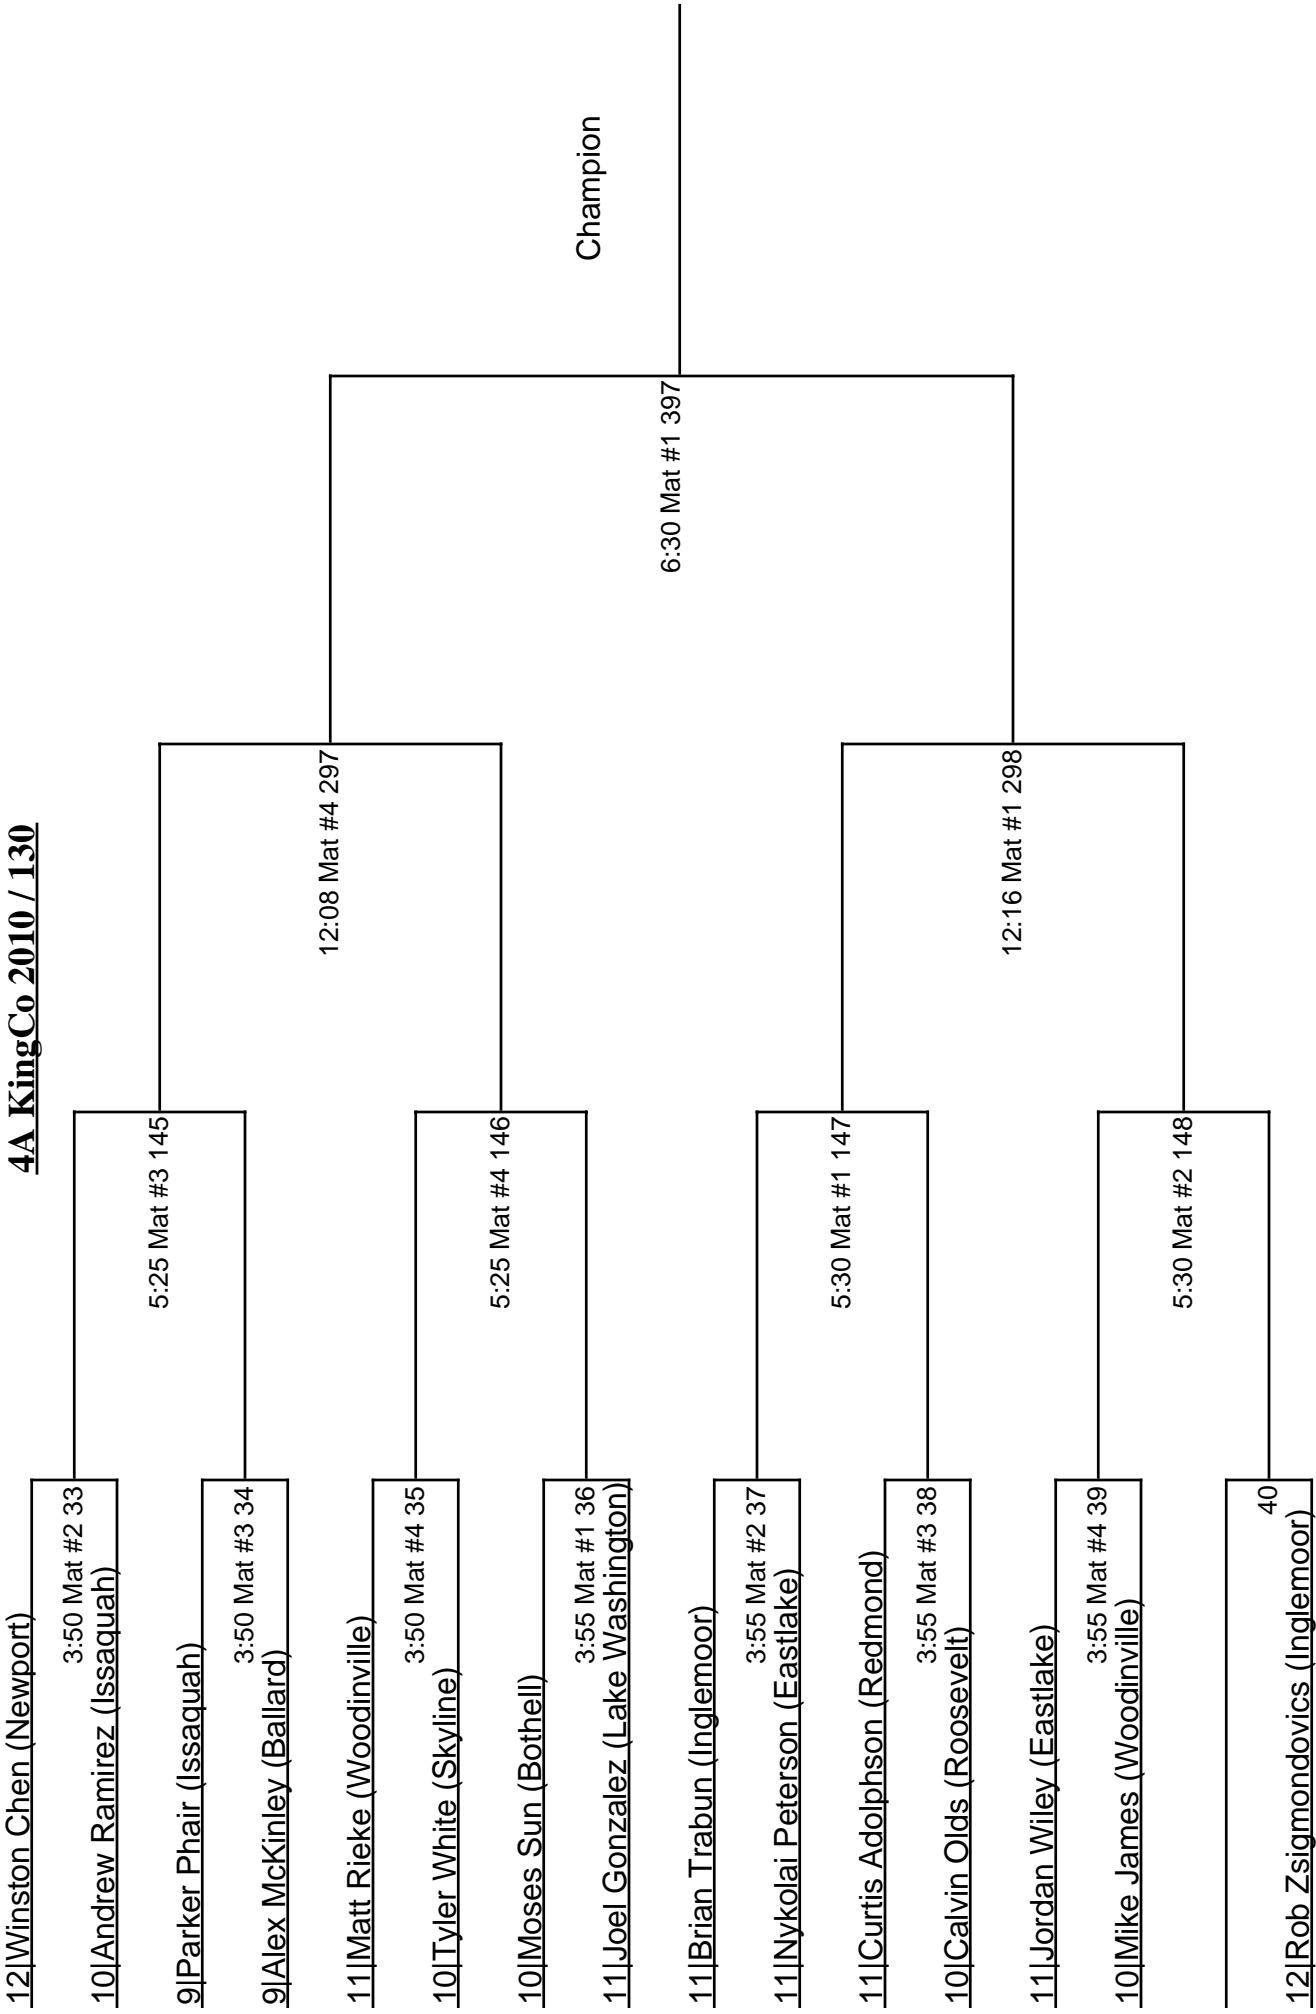 4A KingCo 2010 / 130
12|Winston Chen (Newport)
3:50 Mat #2 33
10|Andrew Ramirez (Issaquah)
5:25 Mat #3 145
9|Parker Phair (Issaquah)
3:50 Mat #3 34
9|Alex McKinley (Ballard)
12:08 Mat #4 297
11|Matt Rieke (Woodinville)
3:50 Mat #4 35
10|Tyler White (Skyline)
5:25 Mat #4 146
10|Moses Sun (Bothell)
3:55 Mat #1 36
11|Joel Gonzalez (Lake Washington)
Champion
6:30 Mat #1 397
11|Brian Trabun (Inglemoor)
3:55 Mat #2 37
11|Nykolai Peterson (Eastlake)
5:30 Mat #1 147
11|Curtis Adolphson (Redmond)
3:55 Mat #3 38
10|Calvin Olds (Roosevelt)
12:16 Mat #1 298
11|Jordan Wiley (Eastlake)
3:55 Mat #4 39
10|Mike James (Woodinville)
5:30 Mat #2 148
40
12|Rob Zsigmondovics (Inglemoor)